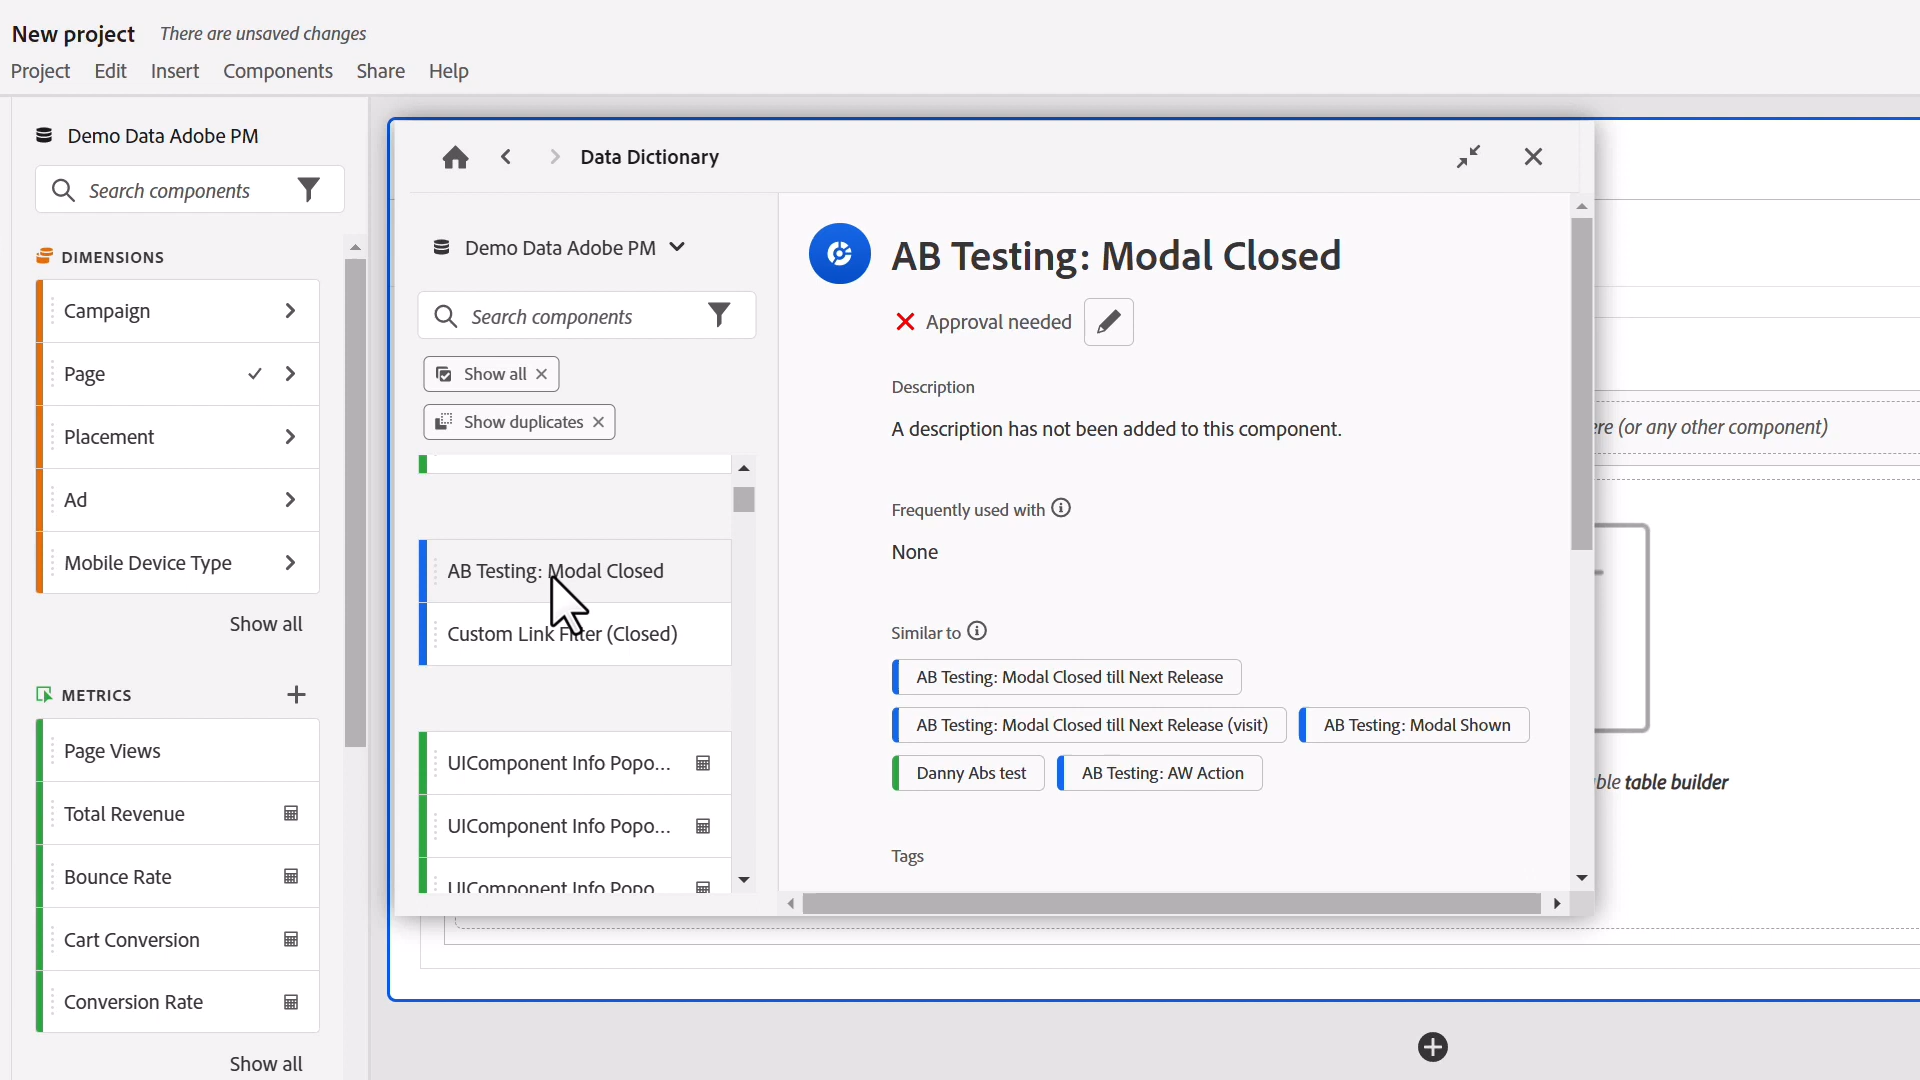 New project There are unsaved changes
Project Edit Insert Components Share Help
Demo Data Adobe PM
Search components
DIMENSIONS
Campaign
Page
Placement
Ad
Mobile Device Type
Show all
METRICS
Page Views
Total Revenue
Bounce Rate
Cart Conversion
Conversion Rate
Show all
Data Dictionary
Demo Data Adobe PM
Search components
Show all
Show duplicates
AB Testing: Modal Closed
Custom Link Filter (Closed)
UIComponent Info Popo...
UIComponent Info Popo...
UIComponent Info Popo
AB Testing: Modal Closed
Approval needed
Description
A description has not been added to this component.
Frequently used with
None
Similar to
AB Testing: Modal Closed till Next Release
AB Testing: Modal Closed till Next Release (visit) AB Testing: Modal Shown
Danny Abs test AB Testing: AW Action
Tags
ere (or any other component)
ble table builder